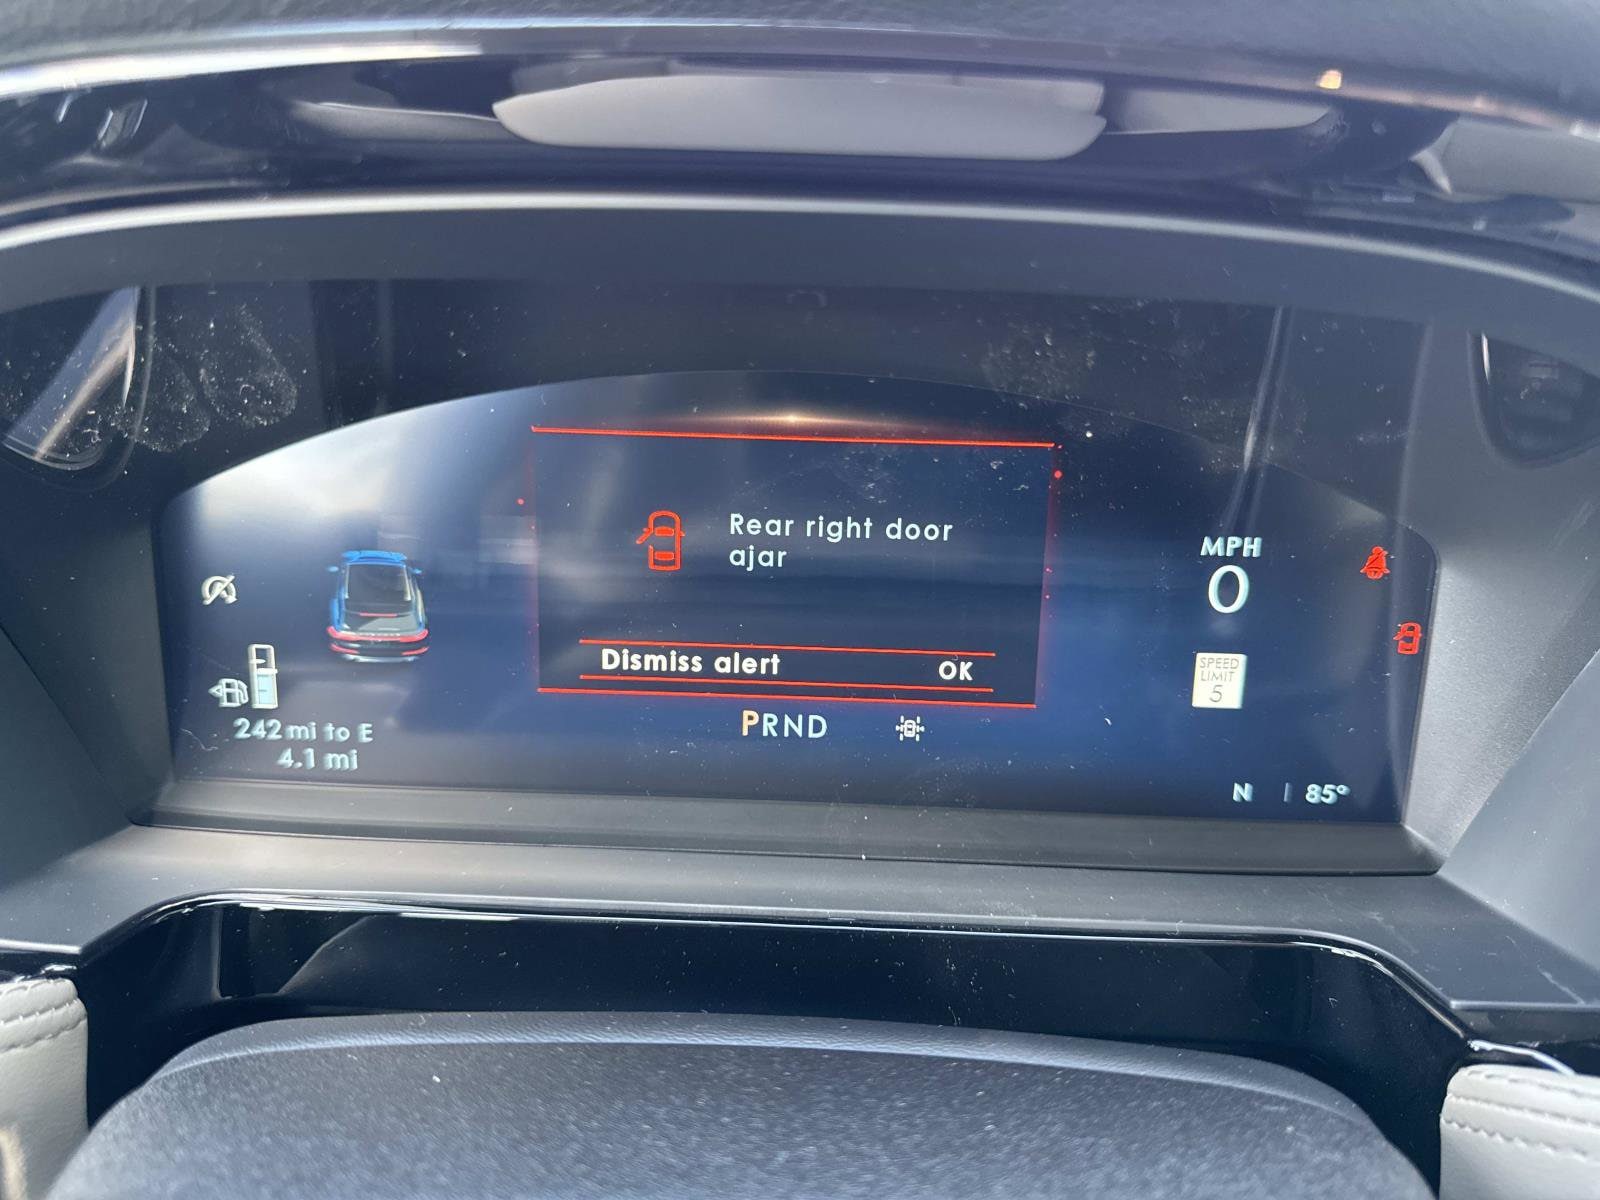 Rear right door
ajar
Dismiss alert OK
PRND
242 mi to E
4.1 mi
MPH
0
SPEED
LIMIT
5
N | 85°